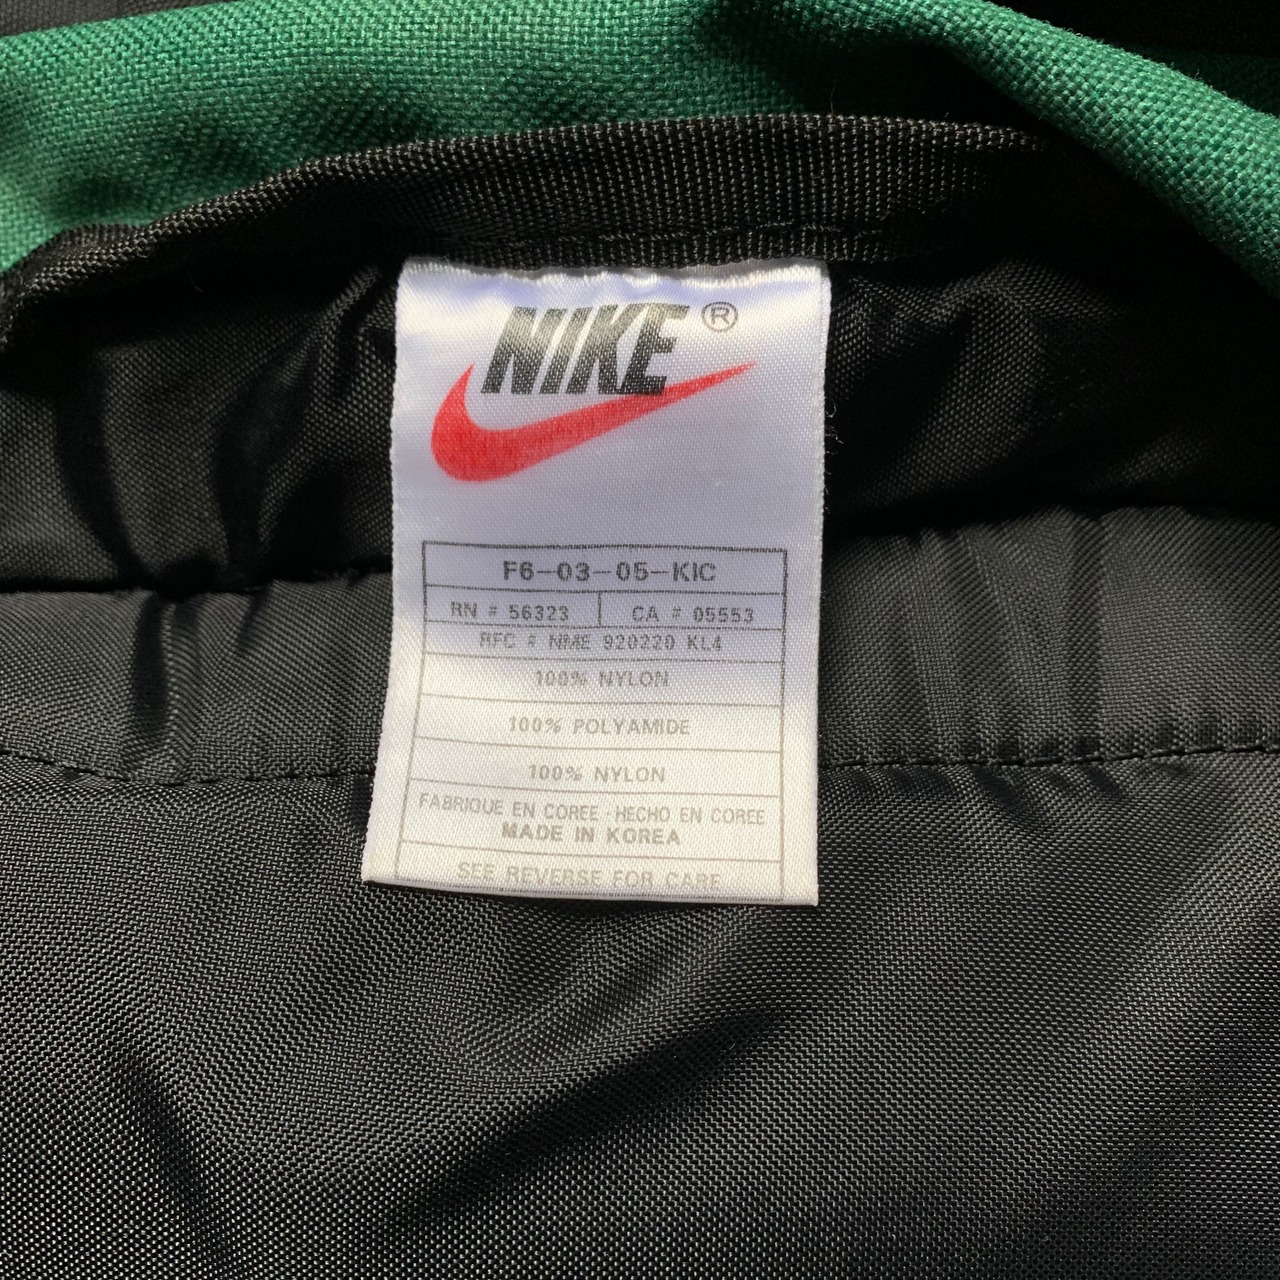 NIKE ®
F6-03-05-KIC
RN # 56323 CA # 05553
RFC # NME 920220 KL4
100% NYLON
100% POLYAMIDE
100% NYLON
FABRIQUE EN COREE · HECHO EN COREE
MADE IN KOREA
SEE REVERSE FOR CARE